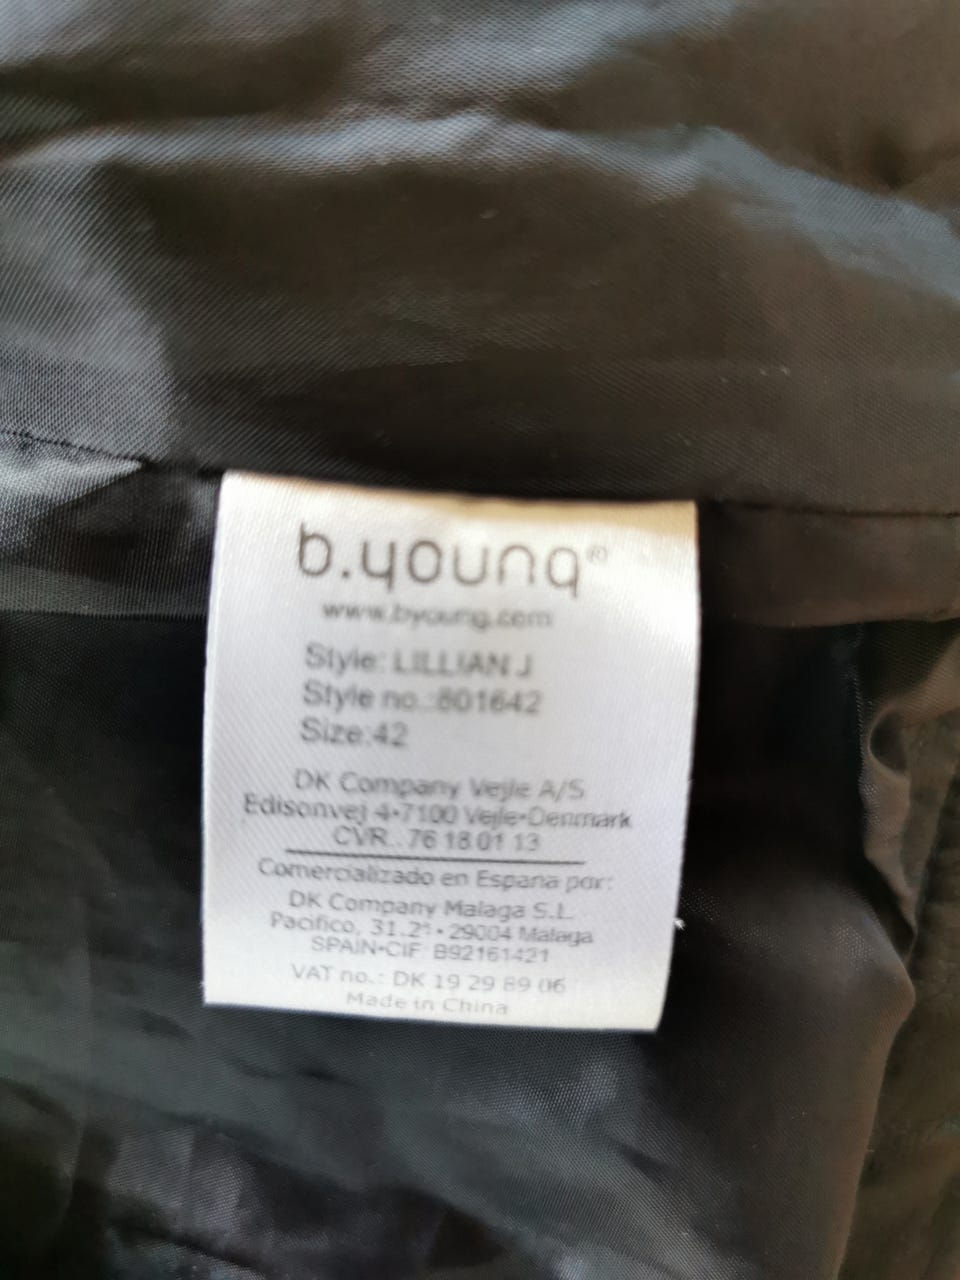 b.young®
www.byoung.com
Style: LILLIAN J
Style no.:801642
Size:42
DK Company Vejle A/S
Edisonvej 4•7100 Vejle•Denmark
CVR.. 76 18 01 13
Comercializado en Espana por:
DK Company Malaga S.L
Pacifico, 31.2ª • 29004 Malaga
SPAIN•CIF B92161421
VAT no.: DK 19 29 89 06
Made in China